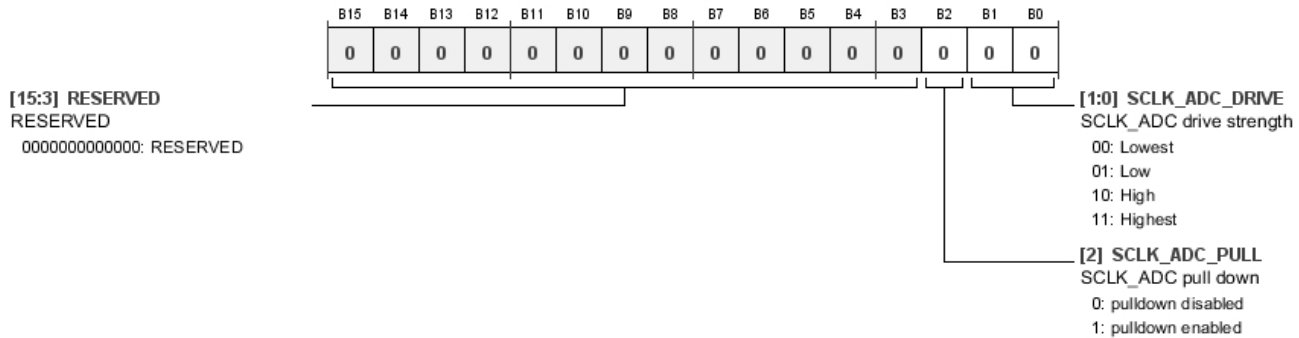 B15 B14 B13 B12 B11 B10 B9 B8 B7 B6 B5 B4 B3 B2 B1 B0
0 0 0 0 0 0 0 0 0 0 0 0 0 0 0 0
[15:3] RESERVED
RESERVED
0000000000000: RESERVED
[1:0] SCLK_ADC_DRIVE
SCLK_ADC drive strength
00: Lowest
01: Low
10: High
11: Highest
[2] SCLK_ADC_PULL
SCLK_ADC pull down
0: pulldown disabled
1: pulldown enabled